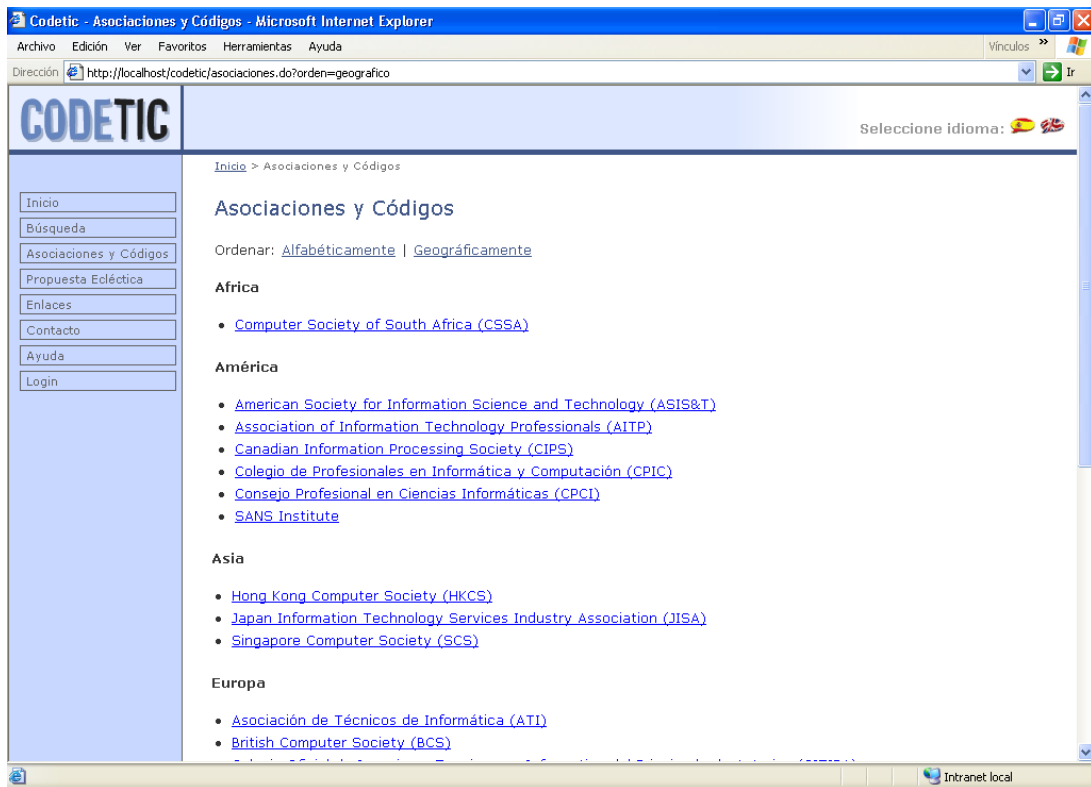 Codetic - Asociaciones y Códigos - Microsoft Internet Explorer
Archivo Edición Ver Favoritos Herramientas Ayuda Vínculos »
Dirección http://localhost/codetic/asociaciones.do?orden=geografico Ir
CODETIC
Seleccione idioma:
Inicio > Asociaciones y Códigos
Inicio
Búsqueda
Asociaciones y Códigos
Propuesta Ecléctica
Enlaces
Contacto
Ayuda
Login
Asociaciones y Códigos
Ordenar: Alfabéticamente | Geográficamente
Africa
• Computer Society of South Africa (CSSA)
América
• American Society for Information Science and Technology (ASIS&T)
• Association of Information Technology Professionals (AITP)
• Canadian Information Processing Society (CIPS)
• Colegio de Profesionales en Informática y Computación (CPIC)
• Consejo Profesional en Ciencias Informáticas (CPCI)
• SANS Institute
Asia
• Hong Kong Computer Society (HKCS)
• Japan Information Technology Services Industry Association (JISA)
• Singapore Computer Society (SCS)
Europa
• Asociación de Técnicos de Informática (ATI)
• British Computer Society (BCS)
Intranet local